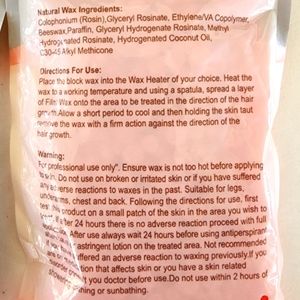 Natural Wax Ingredients:
Colophonium (Rosin),Glyceryl Rosinate, Ethylene/VA Copolymer,
Beeswax,Paraffin, Glyceryl Hydrogenate Rosinate, Methyl
Hydrogenated Rosinate, Hydrogenated Coconut Oil,
C30-45 Alkyl Methicone
Directions For Use:
Place the block wax into the Wax Heater of your choice. Heat the
wax to a working temperature and using a spatula, spread a layer
of Film Wax onto the area to be treated in the direction of the hair
growth.Allow a short period to cool and then holding the skin taut
remove the wax with a firm action against the direction of the
hair growth.
Warning:
For professional use only". Ensure wax is not too hot before applying
to skin. Do not use on broken or irritated skin or if you have suffered
any adverse reactions to waxes in the past. Suitable for legs,
underarms, chest and back. Following the directions for use, first
test this product on a small patch of the skin in the area you wish to
After 24 hours there is no adverse reaction proceed with full
After use always wait 24 hours before using antiperspirant
astringent lotion on the treated area. Not recommended
suffered an adverse reaction to waxing previously.If you
condition that affects skin or you have a skin related
disorder consult you doctor before use.Do not use within 2 hours of
bathing or sunbathing.